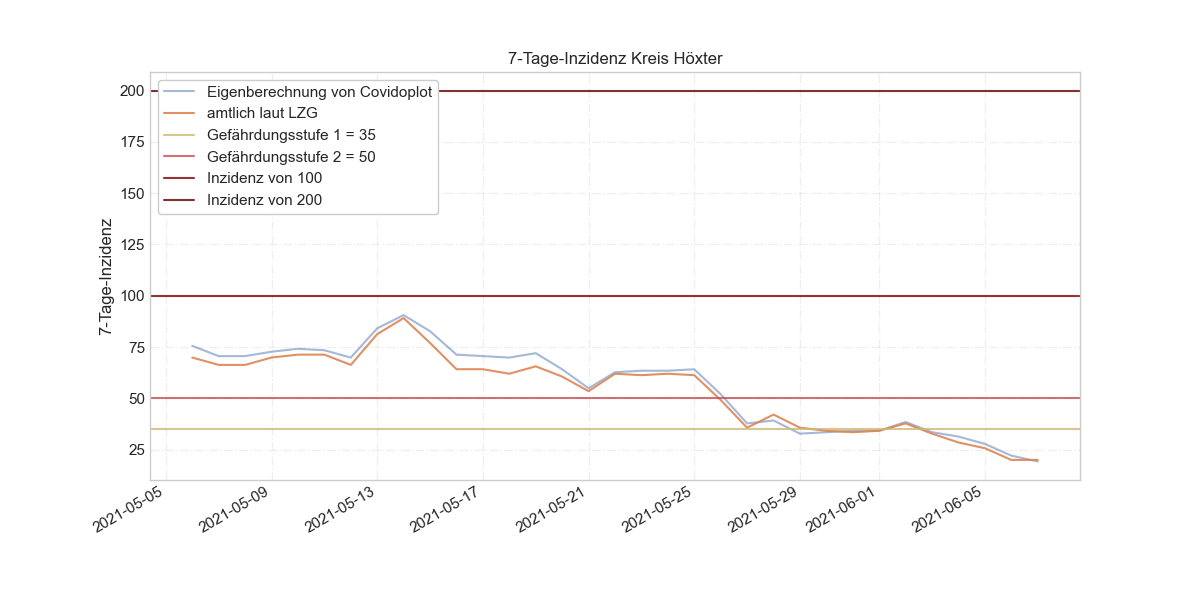 7-Tage-Inzidenz Kreis Höxter
Eigenberechnung von Covidoplot
amtlich laut LZG
Gefährdungsstufe 1 = 35
Gefährdungsstufe 2 = 50
Inzidenz von 100
Inzidenz von 200
7-Tage-Inzidenz
200
175
150
125
100
75
50
25
2021-05-05
2021-05-09
2021-05-13
2021-05-17
2021-05-21
2021-05-25
2021-05-29
2021-06-01
2021-06-05